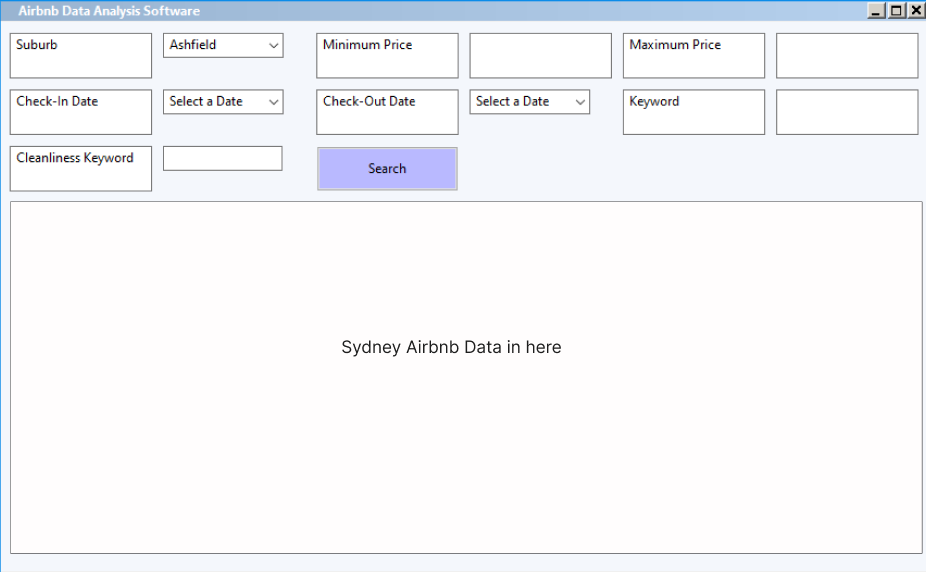 Airbnb Data Analysis Software
Suburb Ashfield Minimum Price Maximum Price
Check-In Date Select a Date Check-Out Date Select a Date Keyword
Cleanliness Keyword Search
Sydney Airbnb Data in here